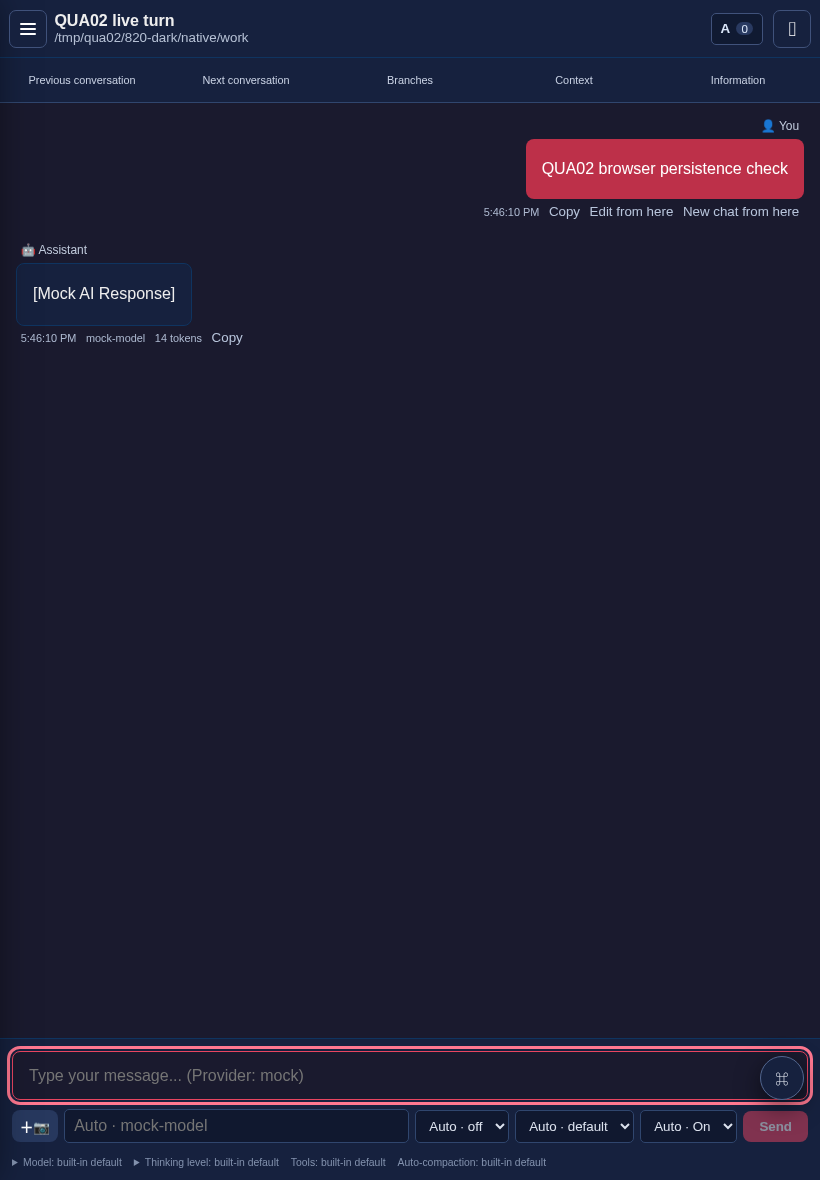 QUA02 live turn
/tmp/qua02/820-dark/native/work
A 0
Previous conversation Next conversation Branches Context Information
👤 You
QUA02 browser persistence check
5:46:10 PM Copy Edit from here New chat from here
🤖 Assistant
[Mock AI Response]
5:46:10 PM mock-model 14 tokens Copy
Type your message... (Provider: mock)
⌘
+📷 Auto · mock-model Auto · off Auto · default Auto · On Send
▶ Model: built-in default ▶ Thinking level: built-in default Tools: built-in default Auto-compaction: built-in default